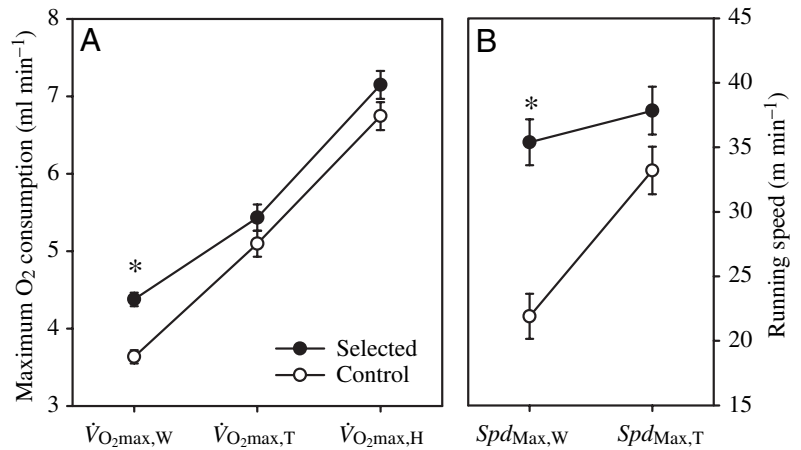 A
B
Maximum O₂ consumption (ml min⁻¹)
8
7
6
5
4
3
*
Selected
Control
V̇O₂max,W
V̇O₂max,T
V̇O₂max,H
*
45
40
35
30
25
20
15
Running speed (m min⁻¹)
SpdMax,W
SpdMax,T